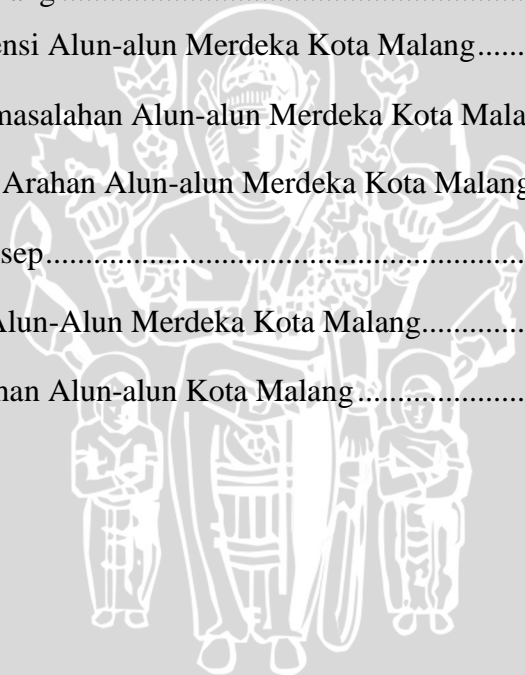 ensi Alun-alun Merdeka Kota Malang......
masalahan Alun-alun Merdeka Kota Mala
Arahan Alun-alun Merdeka Kota Malang
sep.............................................................
Alun-Alun Merdeka Kota Malang.............
nan Alun-alun Kota Malang.....................